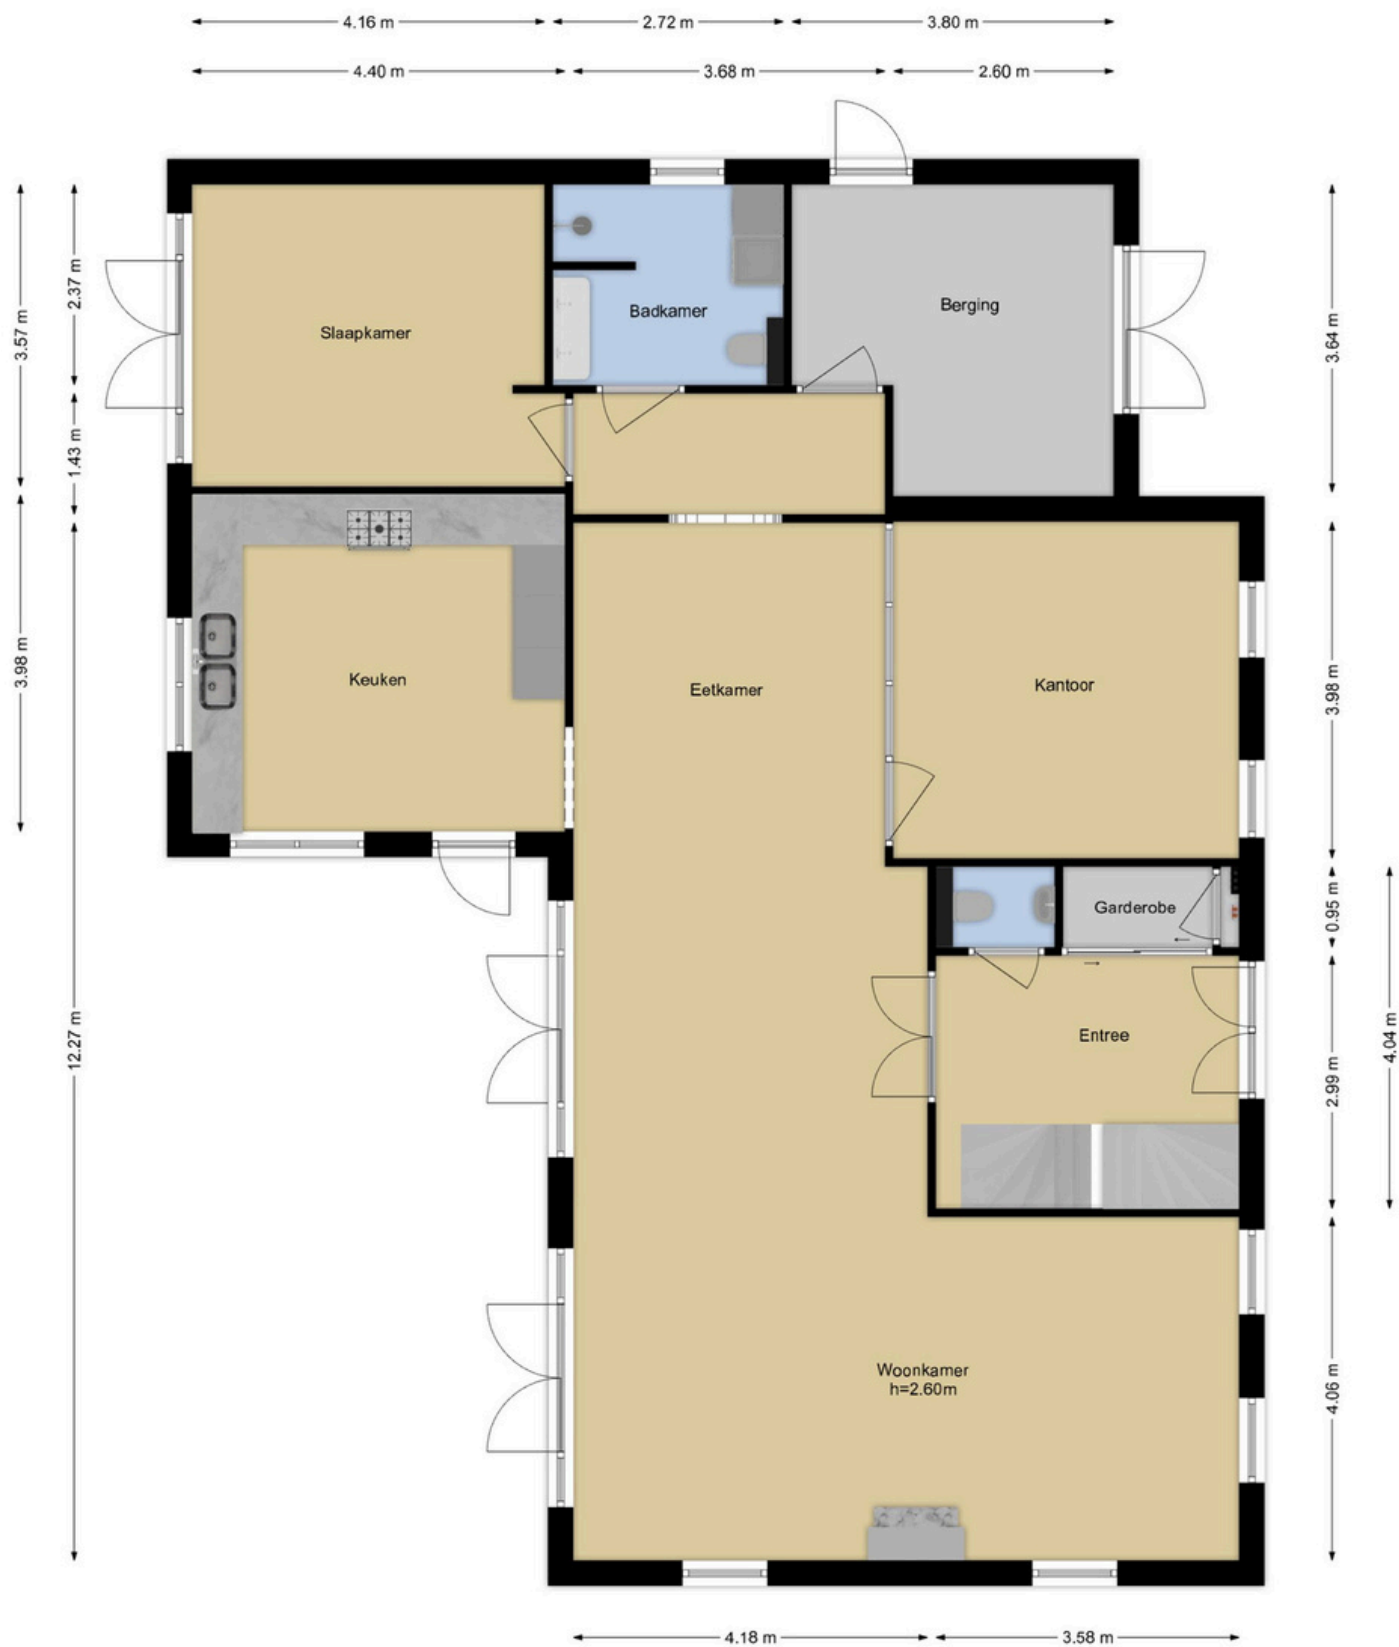 4.16 m
2.72 m
3.80 m
4.40 m
3.68 m
2.60 m
3.57 m
2.37 m
3.64 m
Slaapkamer
Badkamer
Berging
1.43 m
3.98 m
Keuken
Eetkamer
Kantoor
3.98 m
12.27 m
Garderobe
0.95 m
Entree
2.99 m
4.04 m
Woonkamer
h=2.60m
4.06 m
4.18 m
3.58 m